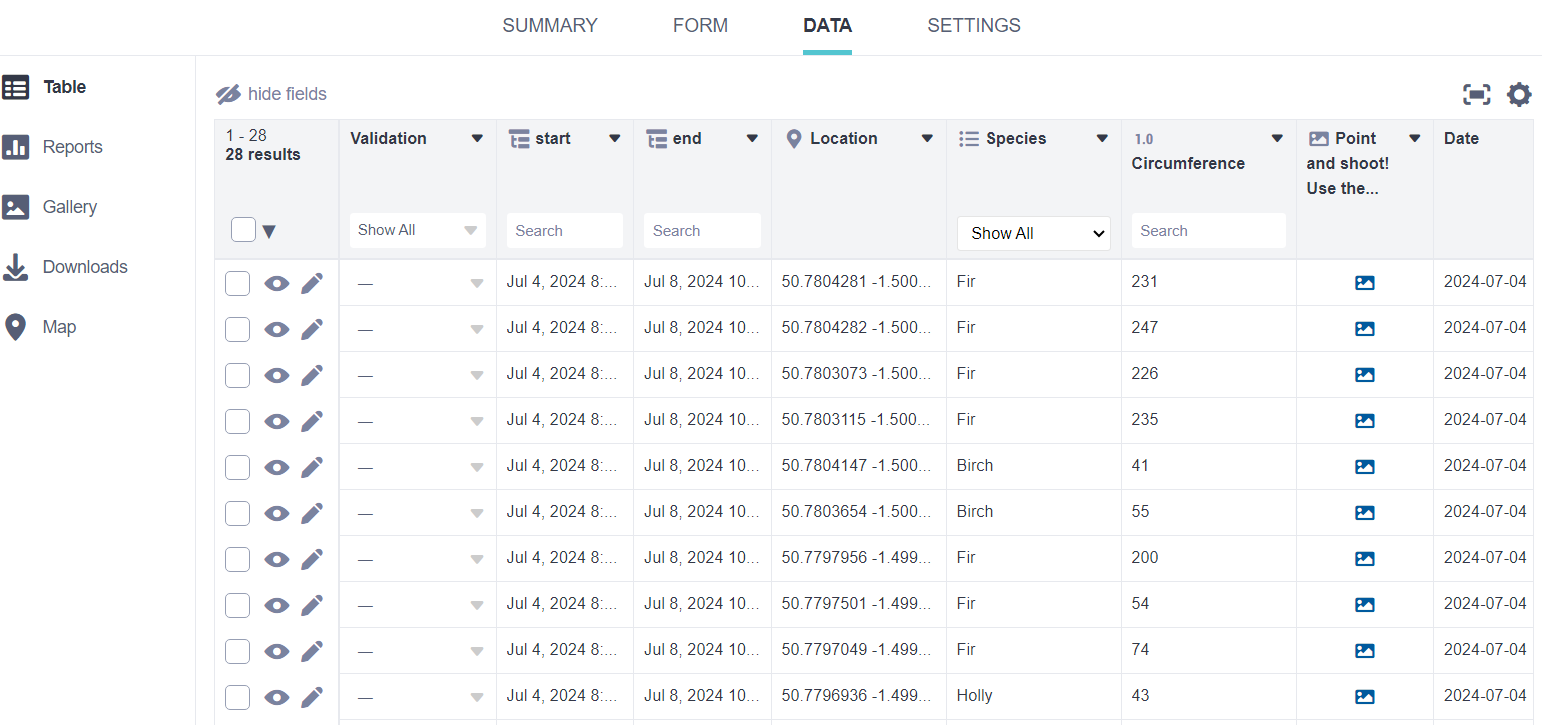 SUMMARY FORM DATA SETTINGS
Table
Reports
Gallery
Downloads
Map
hide fields
1 - 28
28 results
Validation start end Location Species 1.0 Circumference Point and shoot! Use the... Date
Show All Search Search Show All Search
— Jul 4, 2024 8:... Jul 8, 2024 10... 50.7804281 -1.500... Fir 231 2024-07-04
— Jul 4, 2024 8:... Jul 8, 2024 10... 50.7804282 -1.500... Fir 247 2024-07-04
— Jul 4, 2024 8:... Jul 8, 2024 10... 50.7803073 -1.500... Fir 226 2024-07-04
— Jul 4, 2024 8:... Jul 8, 2024 10... 50.7803115 -1.500... Fir 235 2024-07-04
— Jul 4, 2024 8:... Jul 8, 2024 10... 50.7804147 -1.500... Birch 41 2024-07-04
— Jul 4, 2024 8:... Jul 8, 2024 10... 50.7803654 -1.500... Birch 55 2024-07-04
— Jul 4, 2024 8:... Jul 8, 2024 10... 50.7797956 -1.499... Fir 200 2024-07-04
— Jul 4, 2024 8:... Jul 8, 2024 10... 50.7797501 -1.499... Fir 54 2024-07-04
— Jul 4, 2024 8:... Jul 8, 2024 10... 50.7797049 -1.499... Fir 74 2024-07-04
— Jul 4, 2024 8:... Jul 8, 2024 10... 50.7796936 -1.499... Holly 43 2024-07-04